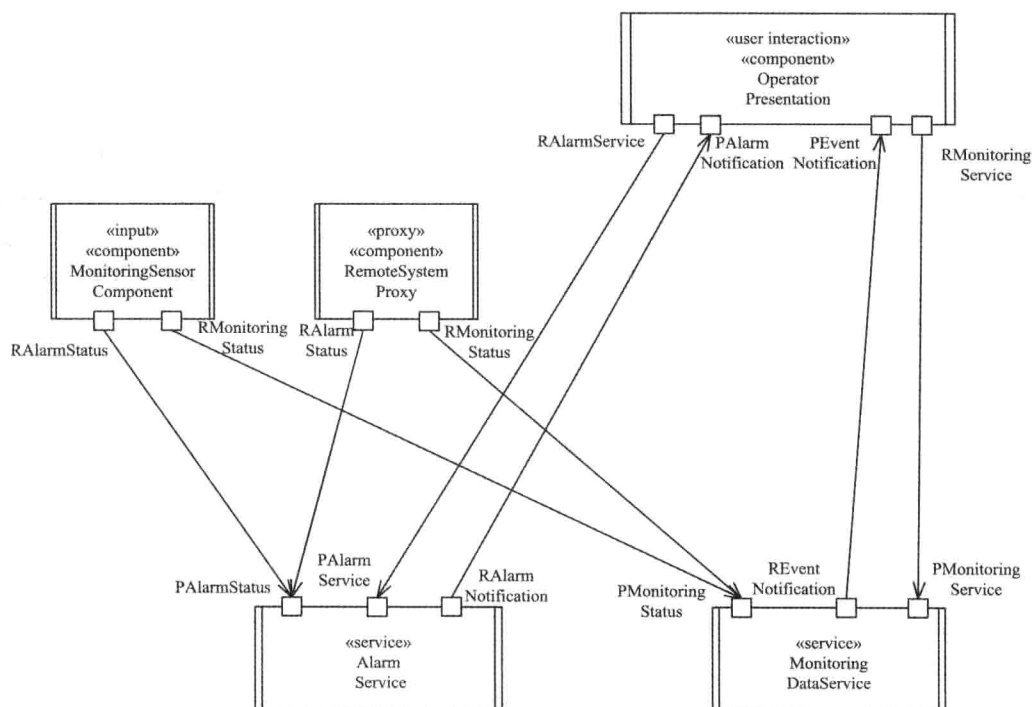 «user interaction»
«component»
Operator
Presentation
RAlarmService
PAlarm
Notification
PEvent
Notification
RMonitoring
Service
«input»
«component»
MonitoringSensor
Component
«proxy»
«component»
RemoteSystem
Proxy
RAlarmStatus
RMonitoring
Status
RAlarm
Status
RMonitoring
Status
PAlarmStatus
PAlarm
Service
RAlarm
Notification
PMonitoring
Status
REvent
Notification
PMonitoring
Service
«service»
Alarm
Service
«service»
Monitoring
DataService